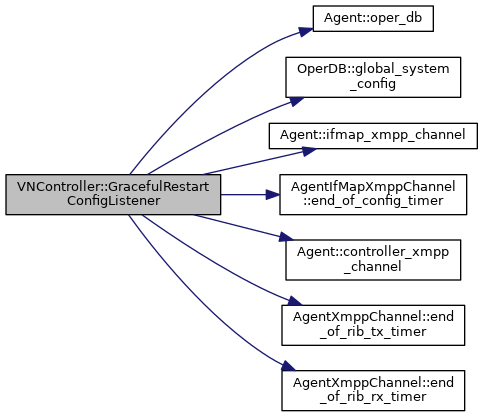 Agent::oper_db
OperDB::global_system
_config
Agent::ifmap_xmpp_channel
VNController::GracefulRestart
ConfigListener
AgentIfMapXmppChannel
::end_of_config_timer
Agent::controller_xmpp
_channel
AgentXmppChannel::end
_of_rib_tx_timer
AgentXmppChannel::end
_of_rib_rx_timer